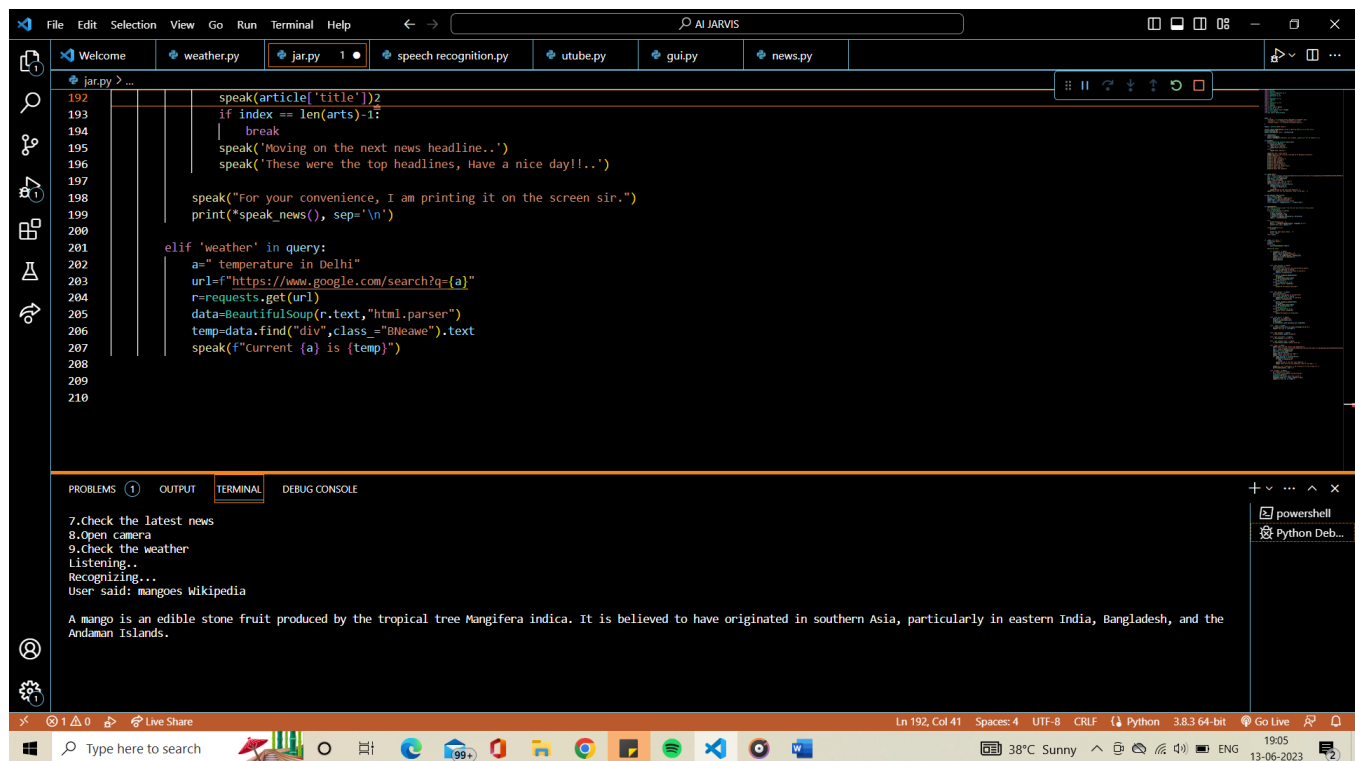 File Edit Selection View Go Run Terminal Help AI JARVIS
Welcome weather.py jar.py 1 speech recognition.py utube.py gui.py news.py
jar.py > ...
192 speak(article['title'])2
193 if index == len(arts)-1:
194 break
195 speak('Moving on the next news headline..')
196 speak('These were the top headlines, Have a nice day!!..')
197
198 speak("For your convenience, I am printing it on the screen sir.")
199 print(*speak_news(), sep='\n')
200
201 elif 'weather' in query:
202 a=" temperature in Delhi"
203 url=f"https://www.google.com/search?q={a}"
204 r=requests.get(url)
205 data=BeautifulSoup(r.text,"html.parser")
206 temp=data.find("div",class_="BNeawe").text
207 speak(f"Current {a} is {temp}")
208
209
210
PROBLEMS 1 OUTPUT TERMINAL DEBUG CONSOLE
7.Check the latest news
8.Open camera
9.Check the weather
Listening..
Recognizing...
User said: mangoes Wikipedia
A mango is an edible stone fruit produced by the tropical tree Mangifera indica. It is believed to have originated in southern Asia, particularly in eastern India, Bangladesh, and the
Andaman Islands.
powershell
Python Deb...
1 0 Live Share Ln 192, Col 41 Spaces: 4 UTF-8 CRLF Python 3.8.3 64-bit Go Live
Type here to search 99+ 38°C Sunny ENG 19:05
13-06-2023 2